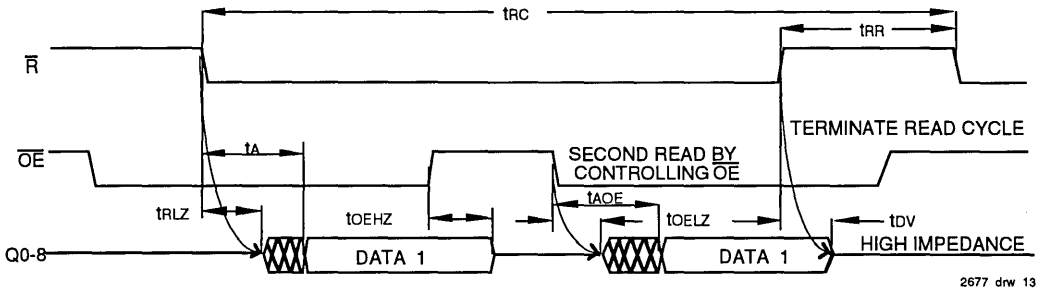 tRC
tRR
R
TERMINATE READ CYCLE
OE
tA
SECOND READ BY
CONTROLLING OE
tRLZ
tOEHZ
tAOE
tOELZ
tDV
Q0-8
DATA 1
DATA 1
HIGH IMPEDANCE
2677 drw 13